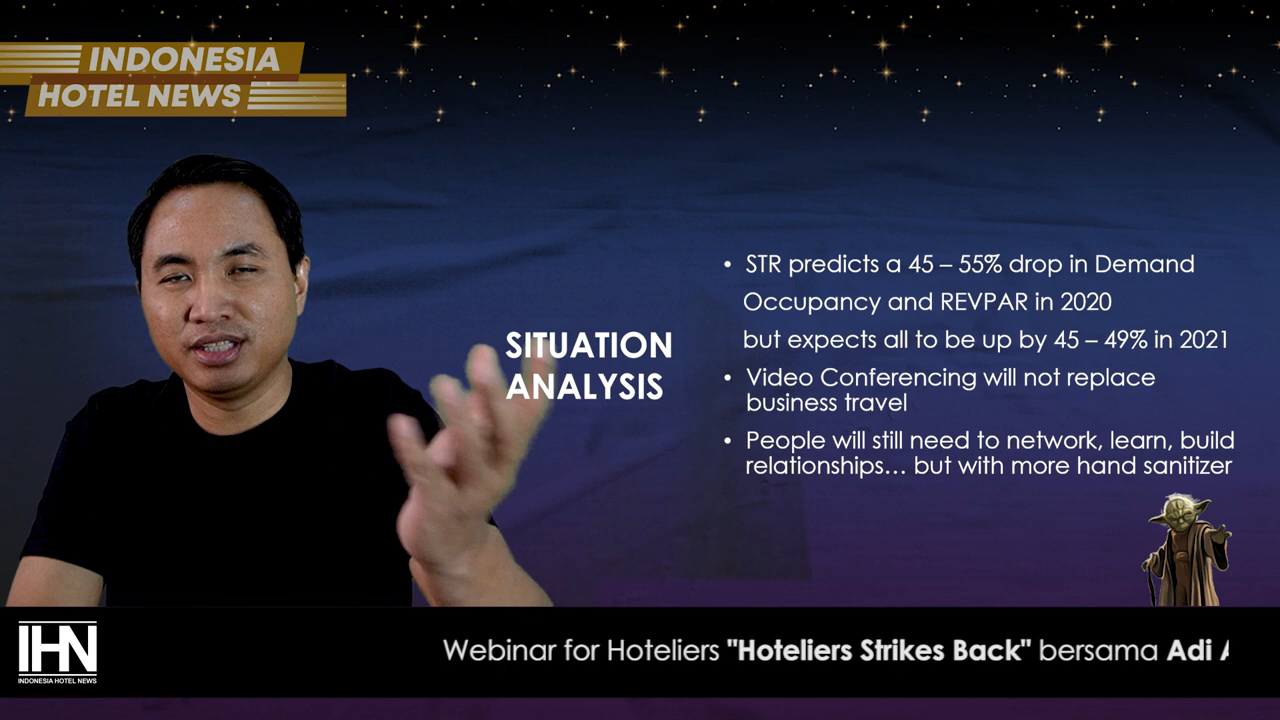 INDONESIA
HOTEL NEWS
SITUATION
ANALYSIS
• STR predicts a 45 – 55% drop in Demand
Occupancy and REVPAR in 2020
but expects all to be up by 45 – 49% in 2021
• Video Conferencing will not replace
business travel
• People will still need to network, learn, build
relationships... but with more hand sanitizer
IHN
INDONESIA HOTEL NEWS
Webinar for Hoteliers "Hoteliers Strikes Back" bersama Adi